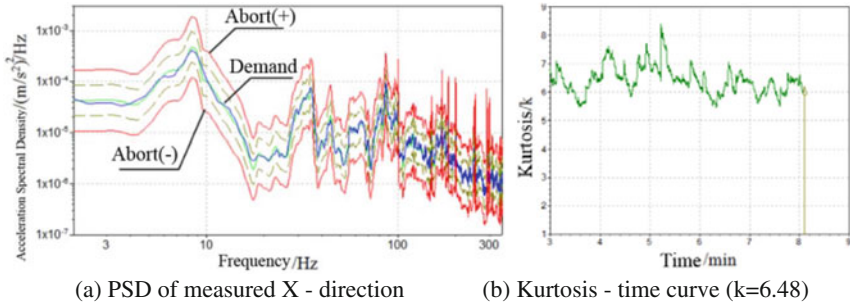 Acceleration Spectral Density/(m/s²)²/Hz
1x10⁻³
1x10⁻⁴
1x10⁻⁵
1x10⁻⁶
1x10⁻⁷
Abort(+)
Demand
Abort(-)
3 10 30 100 300
Frequency/Hz
Kurtosis/k
9
8
7
6
5
4
3
2
1
3 4 5 6 7 8 9
Time/min
(a) PSD of measured X - direction
(b) Kurtosis - time curve (k=6.48)